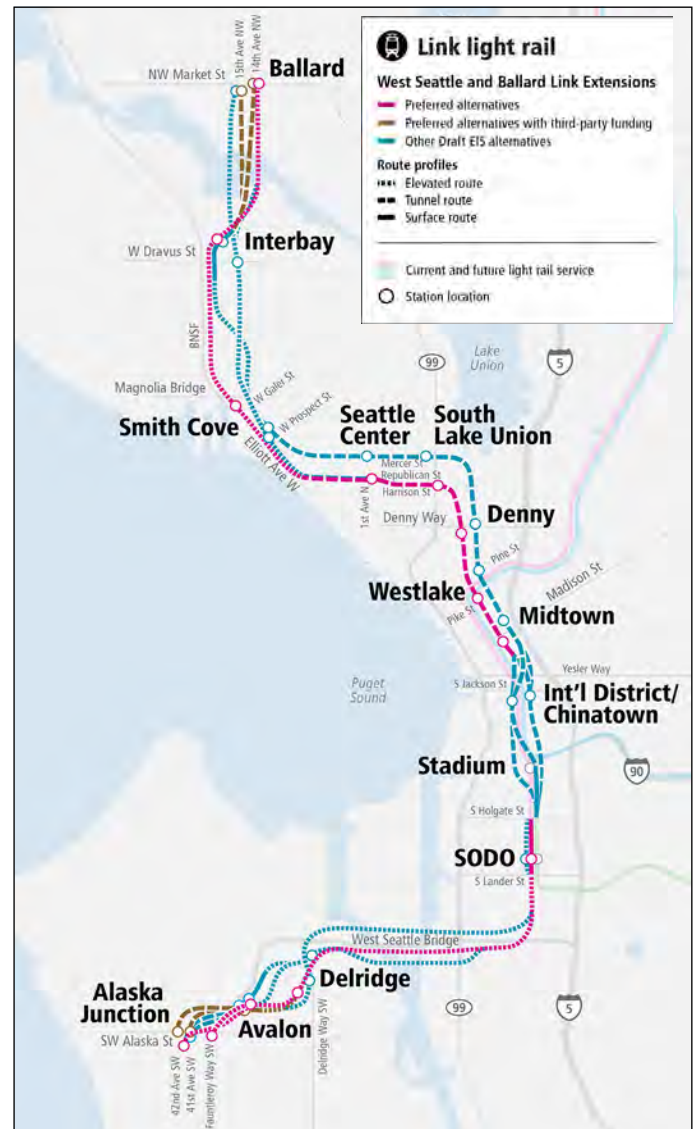 Link light rail
West Seattle and Ballard Link Extensions
Preferred alternatives
Preferred alternatives with third-party funding
Other Draft EIS alternatives
Route profiles
Elevated route
Tunnel route
Surface route
Current and future light rail service
Station location
15th Ave NW
14th Ave NW
NW Market St
Ballard
W Dravus St
Interbay
BNSF
99
Lake
Union
5
Magnolia Bridge
W Galer St
W Prospect St
Smith Cove
Elliott Ave W
Seattle
Center
South
Lake Union
Mercer St
Republican St
Harrison St
1st Ave N
Denny Way
Denny
Pine St
Madison St
Westlake
Pike St
Midtown
Puget
Sound
Yesler Way
S Jackson St
Int'l District/
Chinatown
Stadium
90
S Holgate St
SODO
S Lander St
West Seattle Bridge
Delridge
Alaska
Junction
Avalon
SW Alaska St
42nd Ave SW
41st Ave SW
Fauntleroy Way SW
Delridge Way SW
99
5